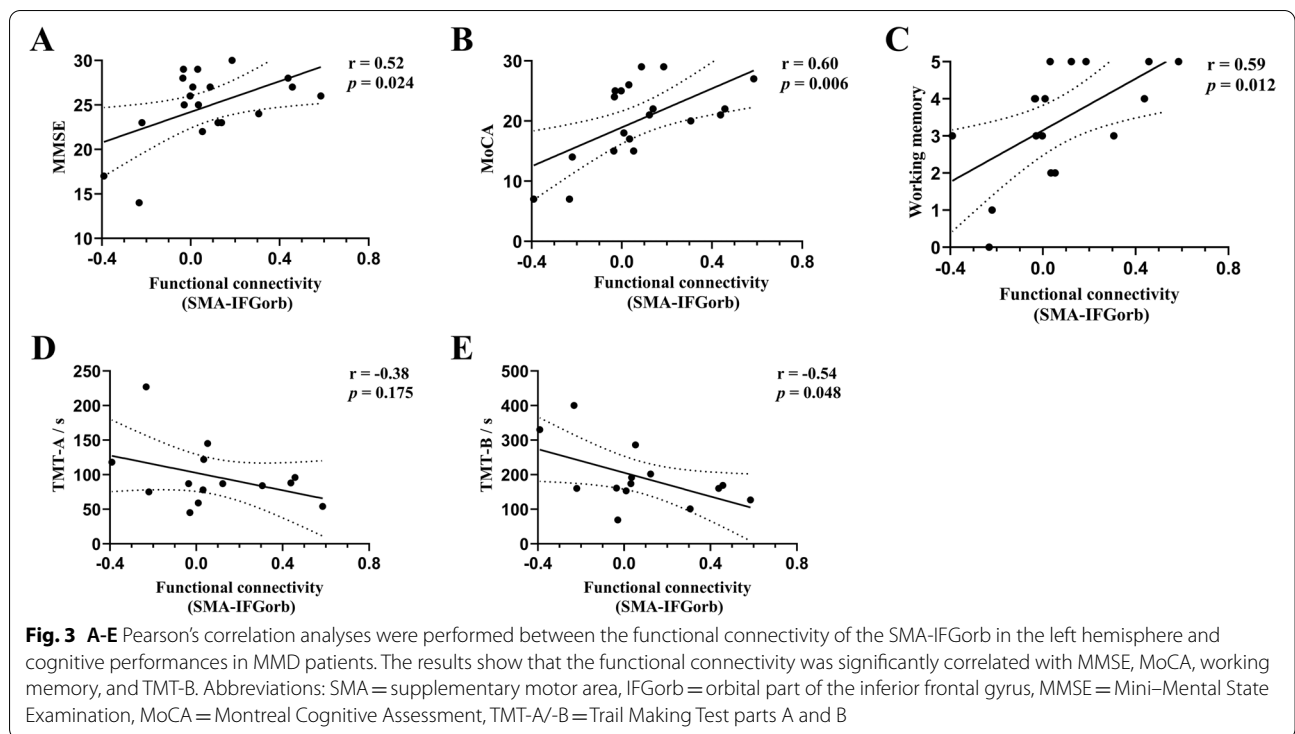 A
r = 0.52
p = 0.024
30
25
20
15
10
MMSE
-0.4 0.0 0.4 0.8
Functional connectivity
(SMA-IFGorb)
B
r = 0.60
p = 0.006
30
20
10
0
MoCA
-0.4 0.0 0.4 0.8
Functional connectivity
(SMA-IFGorb)
C
r = 0.59
p = 0.012
5
4
3
2
1
0
Working memory
-0.4 0.0 0.4 0.8
Functional connectivity
(SMA-IFGorb)
D
r = -0.38
p = 0.175
250
200
150
100
50
0
TMT-A / s
-0.4 0.0 0.4 0.8
Functional connectivity
(SMA-IFGorb)
E
r = -0.54
p = 0.048
500
400
300
200
100
0
TMT-B / s
-0.4 0.0 0.4 0.8
Functional connectivity
(SMA-IFGorb)
Fig. 3 A-E Pearson's correlation analyses were performed between the functional connectivity of the SMA-IFGorb in the left hemisphere and
cognitive performances in MMD patients. The results show that the functional connectivity was significantly correlated with MMSE, MoCA, working
memory, and TMT-B. Abbreviations: SMA = supplementary motor area, IFGorb = orbital part of the inferior frontal gyrus, MMSE = Mini–Mental State
Examination, MoCA = Montreal Cognitive Assessment, TMT-A/-B = Trail Making Test parts A and B